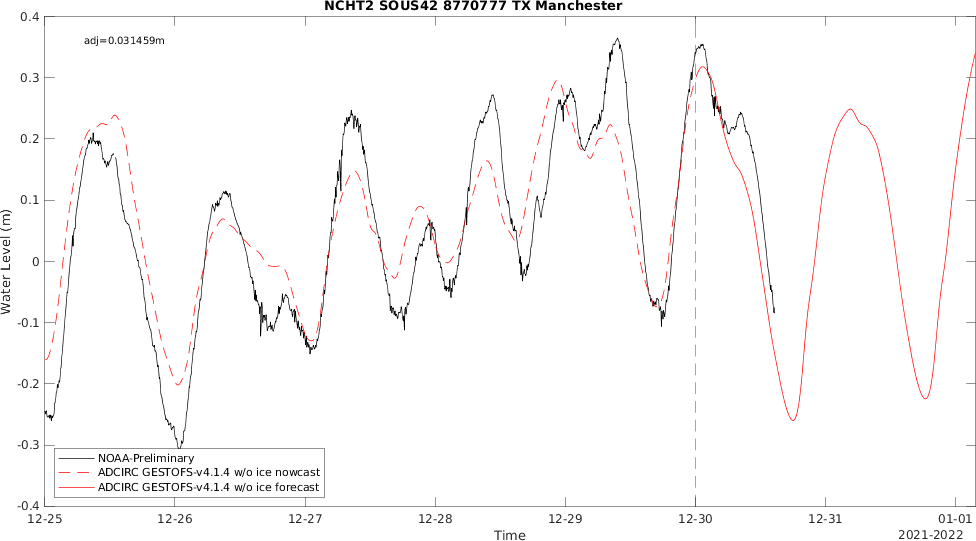 NCHT2 SOUS42 8770777 TX Manchester
adj=0.031459m
0.4
0.3
0.2
0.1
0
-0.1
-0.2
-0.3
-0.4
Water Level (m)
NOAA-Preliminary
ADCIRC GESTOFS-v4.1.4 w/o ice nowcast
ADCIRC GESTOFS-v4.1.4 w/o ice forecast
12-25 12-26 12-27 12-28 12-29 12-30 12-31 01-01
Time
2021-2022